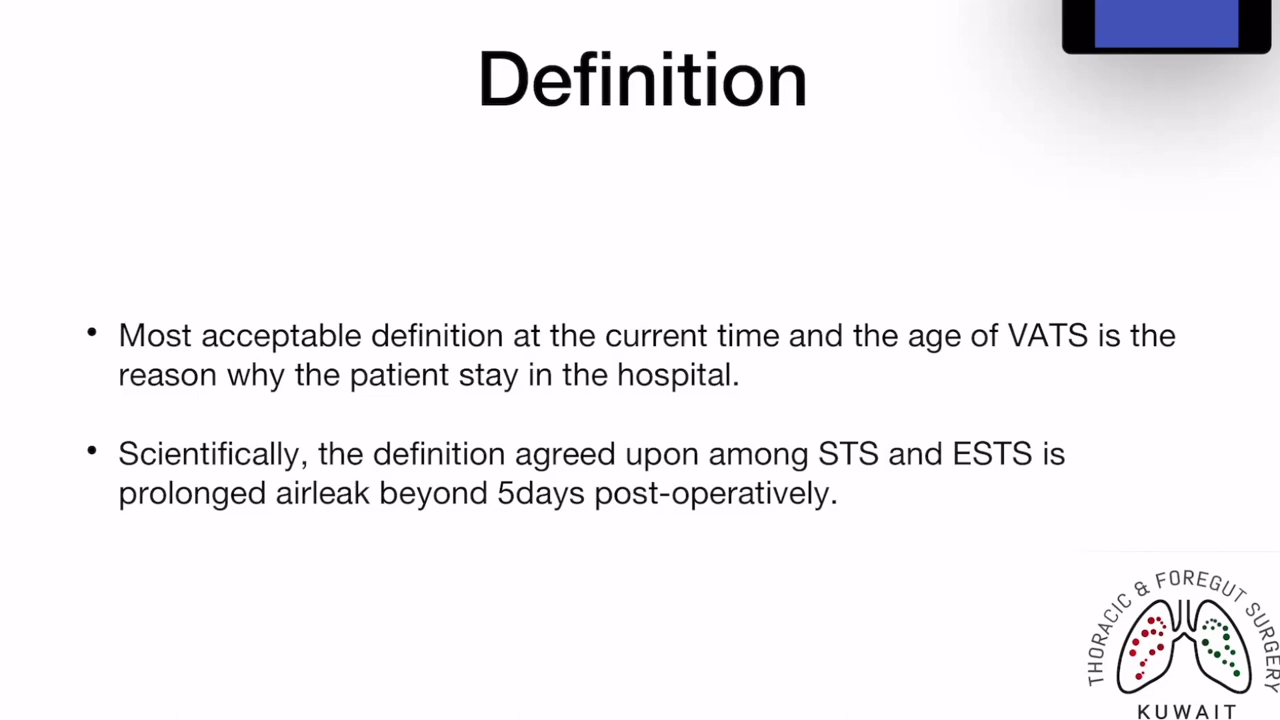 Definition
• Most acceptable definition at the current time and the age of VATS is the
reason why the patient stay in the hospital.
• Scientifically, the definition agreed upon among STS and ESTS is
prolonged airleak beyond 5days post-operatively.
THORACIC & FOREGUT SURGERY
KUWAIT